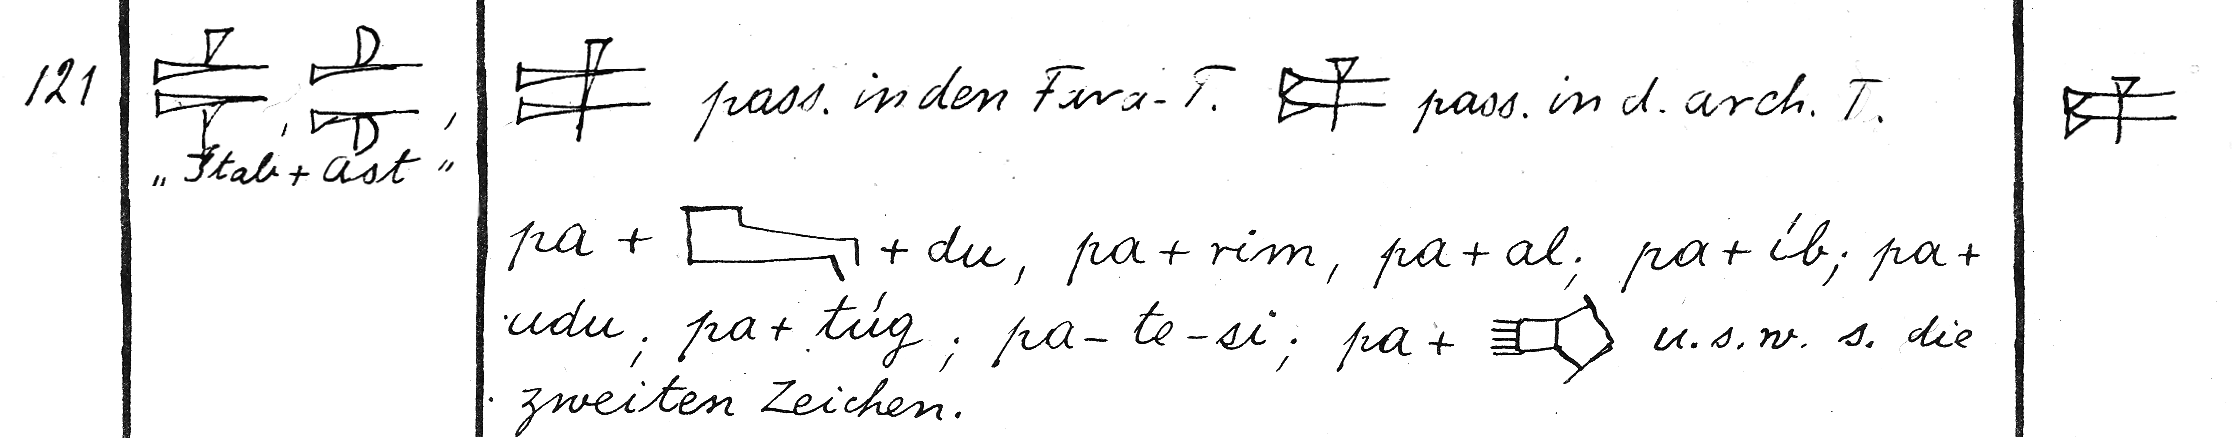 121
„Stab + Ast"
pass. in den Fara-T. pass. in d. arch. T.
pa + + du, pa + rim, pa + al; pa + íb; pa +
udu; pa + túg; pa-te-si; pa + u.s.w. s. die
zweiten Zeichen.